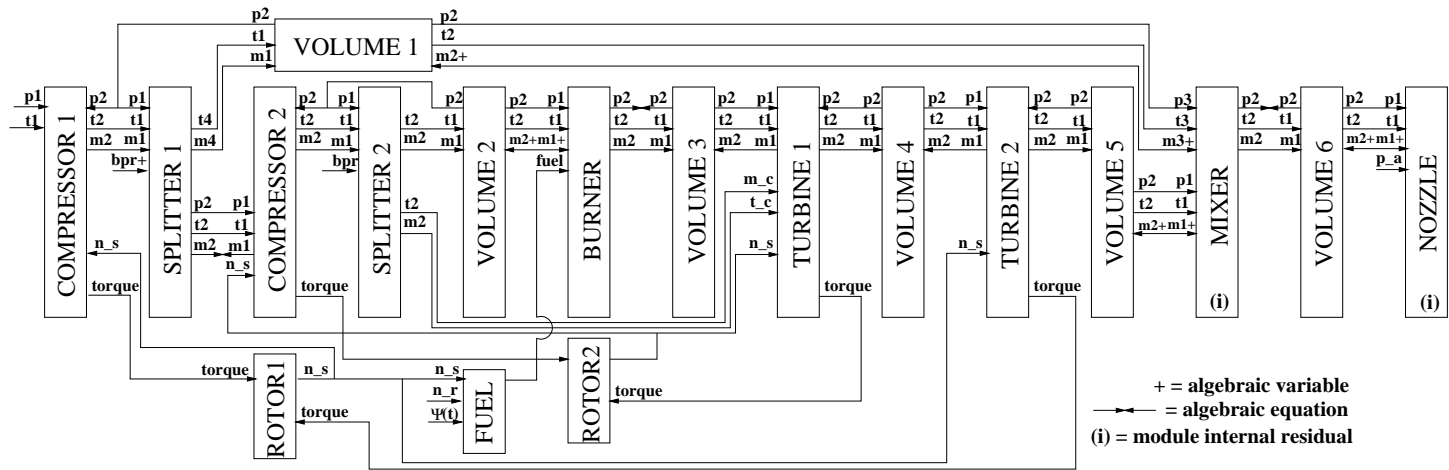 p2
t1
m1
VOLUME 1
p2
t2
m2+
p1
t1
COMPRESSOR 1
p2
t2
m2
n_s
torque
p1
t1
m1
bpr+
SPLITTER 1
t4
m4
p2
t2
m2
p1
t1
m1
n_s
COMPRESSOR 2
p2
m2
torque
p1
m1
bpr
SPLITTER 2
t2
m2
t2
m2
p2
t1
m1
VOLUME 2
p2
t2
m2+
p1
t1
m1+
fuel
BURNER
p2
t2
m2
p2
t1
m1
VOLUME 3
p2
t2
m2
p1
t1
m1
m_c
t_c
n_s
TURBINE 1
p2
t2
m2
torque
p2
t1
m1
VOLUME 4
p2
t2
m2
p1
t1
m1
n_s
TURBINE 2
p2
t2
m2
torque
p2
t1
m1
VOLUME 5
p2
t2
m2+
p1
t1
m1+
p3
t3
m3+
MIXER
(i)
p2
t2
m2
p2
t1
m1
VOLUME 6
p2
t2
m2+
p1
t1
m1+
p_a
NOZZLE
(i)
torque
ROTOR1
n_s
torque
n_s
n_r
Ψ(t)
FUEL
ROTOR2
torque
+ = algebraic variable
= algebraic equation
(i) = module internal residual